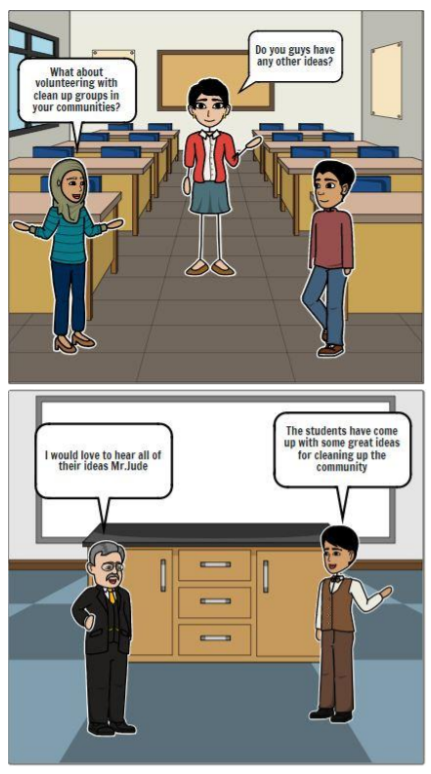 Do you guys have
any other ideas?
What about
volunteering with
clean up groups in
your communities?
The students have come
up with some great ideas
for cleaning up the
community
I would love to hear all of
their ideas Mr.Jude